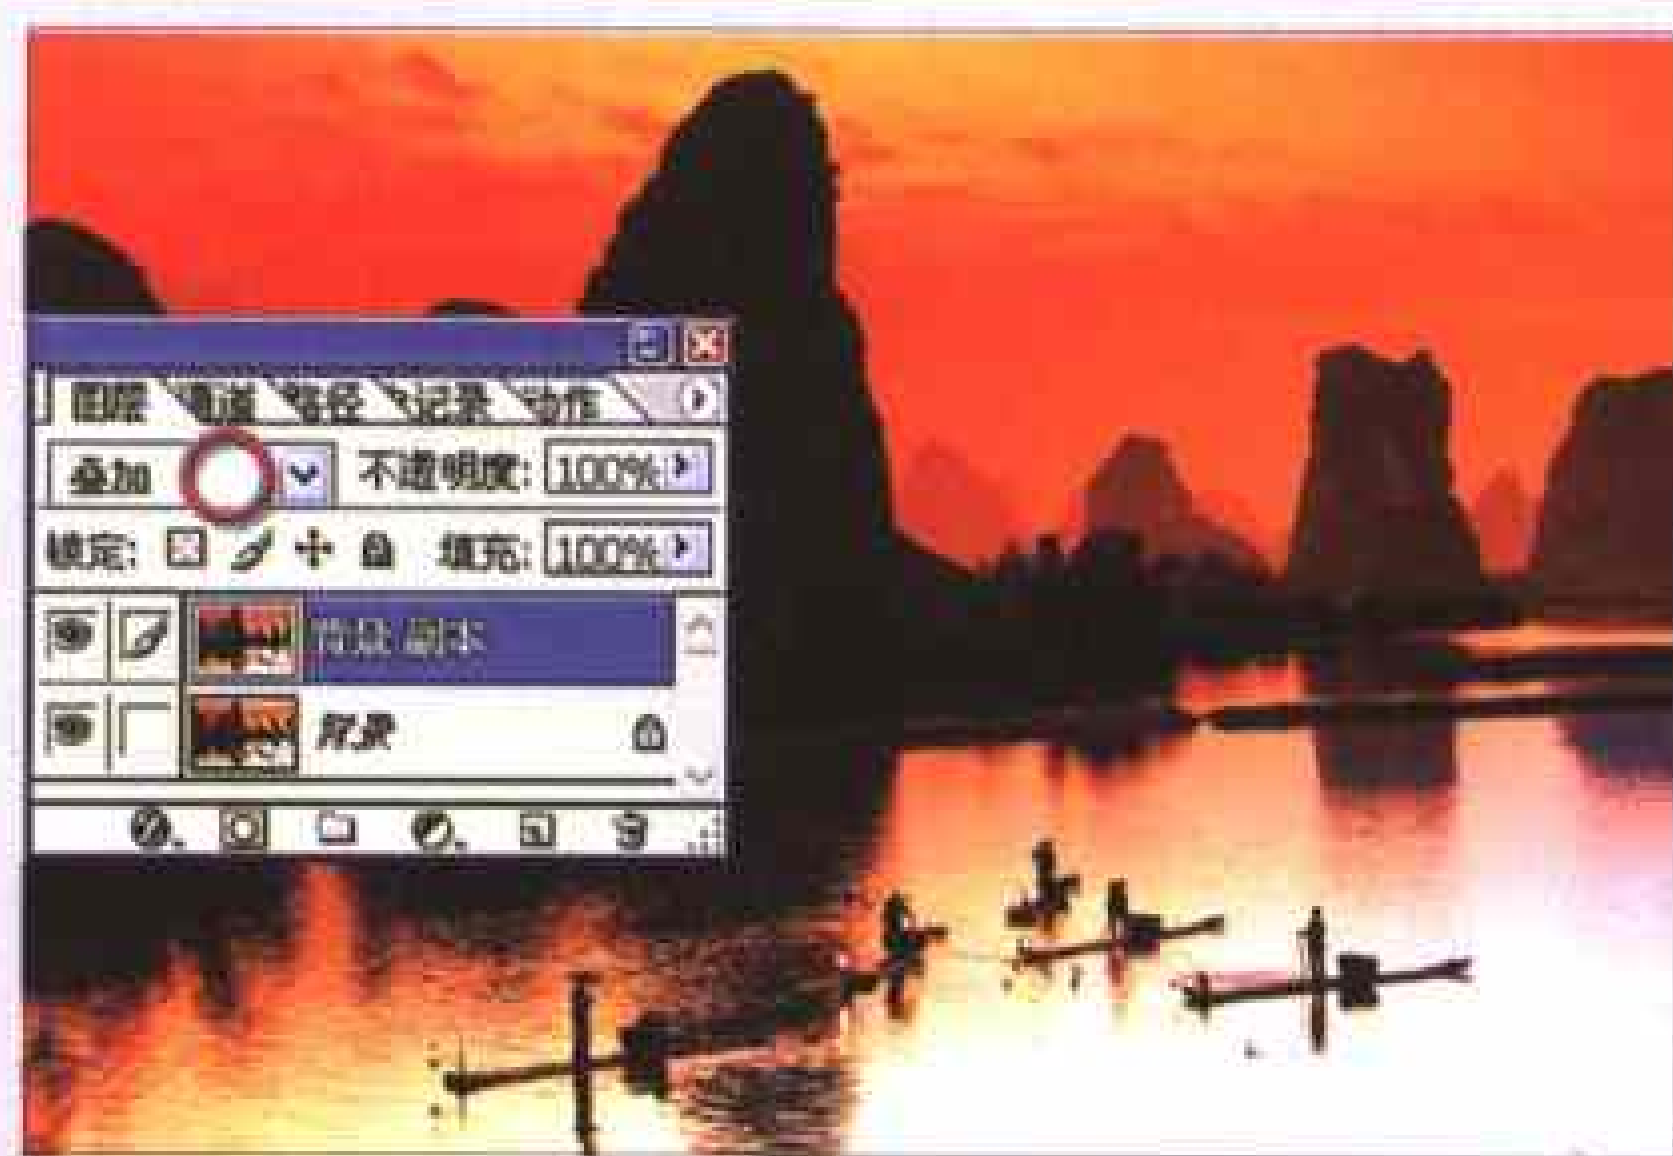 图层 通道 路径 记录 动作
叠加 不透明度: 100%
锁定: 填充: 100%
背景 副本
背景